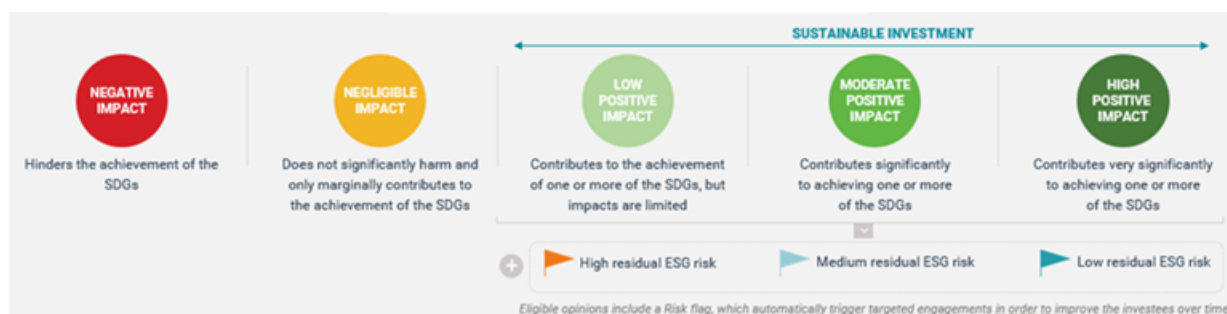 SUSTAINABLE INVESTMENT
NEGATIVE
IMPACT
Hinders the achievement of the
SDGs
NEGLIGIBLE
IMPACT
Does not significantly harm and
only marginally contributes to
the achievement of the SDGs
LOW
POSITIVE
IMPACT
Contributes to the achievement
of one or more of the SDGs, but
impacts are limited
MODERATE
POSITIVE
IMPACT
Contributes significantly
to achieving one or more
of the SDGs
HIGH
POSITIVE
IMPACT
Contributes very significantly
to achieving one or more
of the SDGs
High residual ESG risk
Medium residual ESG risk
Low residual ESG risk
Eligible opinions include a Risk flag, which automatically trigger targeted engagements in order to improve the investees over time